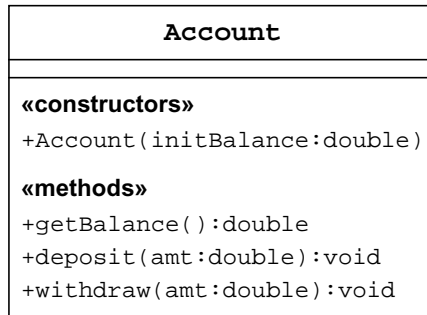 Account
«constructors»
+Account(initBalance:double)
«methods»
+getBalance():double
+deposit(amt:double):void
+withdraw(amt:double):void